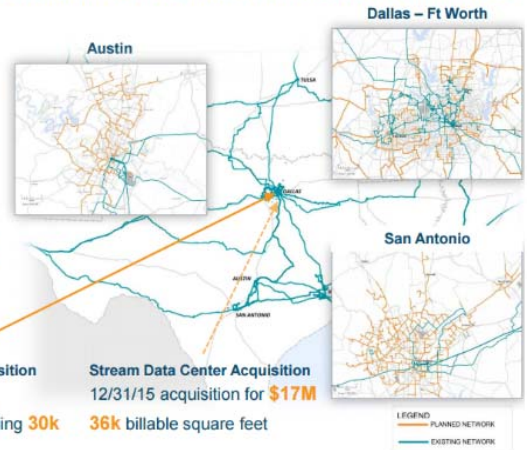 Dallas – Ft Worth
Austin
TULSA
DALLAS
San Antonio
AUSTIN
SAN ANTONIO
sition
Stream Data Center Acquisition
12/31/15 acquisition for $17M
ing 30k
36k billable square feet
LEGEND
PLANNED NETWORK
EXISTING NETWORK